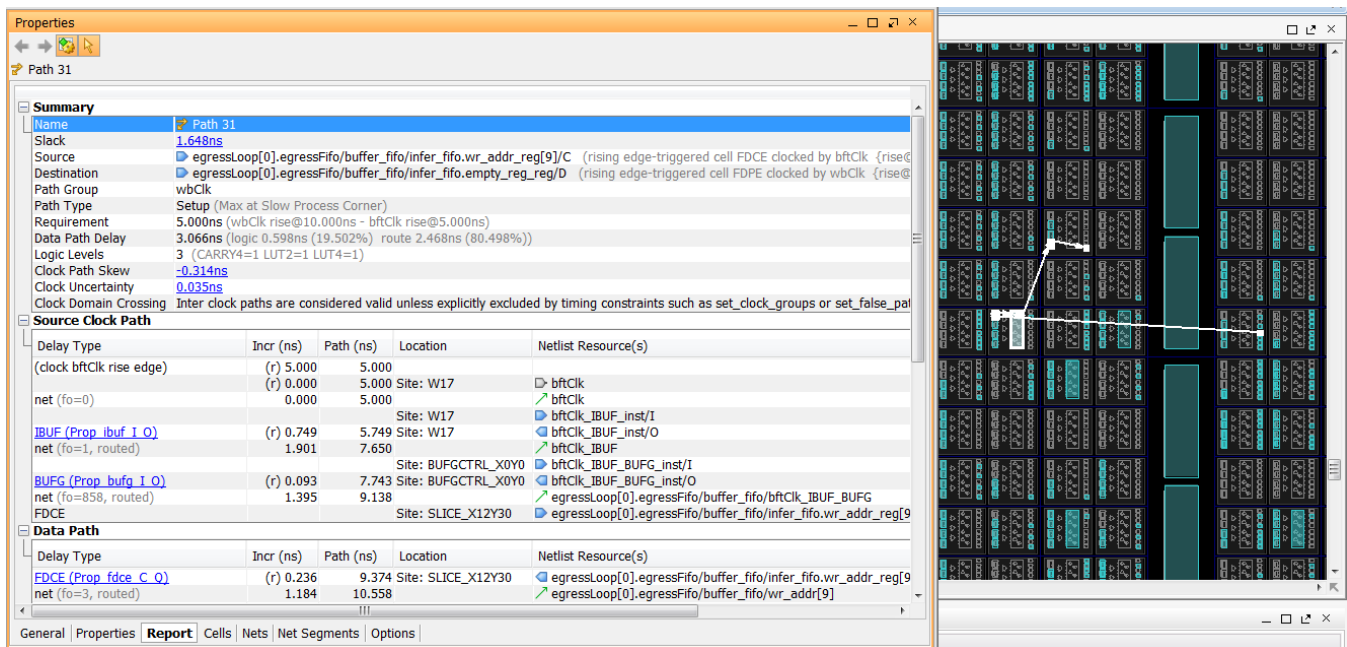 Properties
Path 31
Summary
Name Path 31
Slack 1.648ns
Source egressLoop[0].egressFifo/buffer_fifo/infer_fifo.wr_addr_reg[9]/C (rising edge-triggered cell FDCE clocked by bftClk {rise@
Destination egressLoop[0].egressFifo/buffer_fifo/infer_fifo.empty_reg_reg/D (rising edge-triggered cell FDPE clocked by wbClk {rise@
Path Group wbClk
Path Type Setup (Max at Slow Process Corner)
Requirement 5.000ns (wbClk rise@10.000ns - bftClk rise@5.000ns)
Data Path Delay 3.066ns (logic 0.598ns (19.502%) route 2.468ns (80.498%))
Logic Levels 3 (CARRY4=1 LUT2=1 LUT4=1)
Clock Path Skew -0.314ns
Clock Uncertainty 0.035ns
Clock Domain Crossing Inter clock paths are considered valid unless explicitly excluded by timing constraints such as set_clock_groups or set_false_pat
Source Clock Path
Delay Type Incr (ns) Path (ns) Location Netlist Resource(s)
(clock bftClk rise edge) (r) 5.000 5.000
(r) 0.000 5.000 Site: W17 bftClk
net (fo=0) 0.000 5.000 bftClk
Site: W17 bftClk_IBUF_inst/I
IBUF (Prop ibuf I O) (r) 0.749 5.749 Site: W17 bftClk_IBUF_inst/O
net (fo=1, routed) 1.901 7.650 bftClk_IBUF
Site: BUFGCTRL_X0Y0 bftClk_IBUF_BUFG_inst/I
BUFG (Prop bufg I O) (r) 0.093 7.743 Site: BUFGCTRL_X0Y0 bftClk_IBUF_BUFG_inst/O
net (fo=858, routed) 1.395 9.138 egressLoop[0].egressFifo/buffer_fifo/bftClk_IBUF_BUFG
FDCE Site: SLICE_X12Y30 egressLoop[0].egressFifo/buffer_fifo/infer_fifo.wr_addr_reg[9
Data Path
Delay Type Incr (ns) Path (ns) Location Netlist Resource(s)
FDCE (Prop fdce C Q) (r) 0.236 9.374 Site: SLICE_X12Y30 egressLoop[0].egressFifo/buffer_fifo/infer_fifo.wr_addr_reg[9
net (fo=3, routed) 1.184 10.558 egressLoop[0].egressFifo/buffer_fifo/wr_addr[9]
General Properties Report Cells Nets Net Segments Options